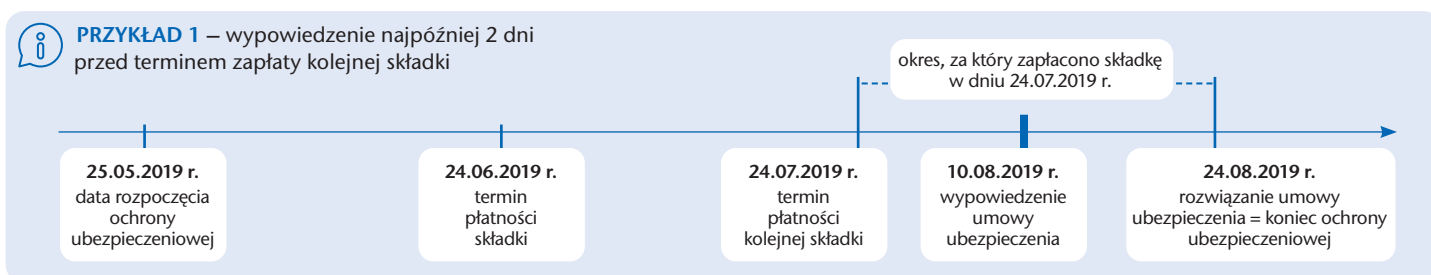 PRZYKŁAD 1 – wypowiedzenie najpóźniej 2 dni
przed terminem zapłaty kolejnej składki
okres, za który zapłacono składkę
w dniu 24.07.2019 r.
25.05.2019 r.
data rozpoczęcia
ochrony
ubezpieczeniowej
24.06.2019 r.
termin
płatności
składki
24.07.2019 r.
termin
płatności
kolejnej składki
10.08.2019 r.
wypowiedzenie
umowy
ubezpieczenia
24.08.2019 r.
rozwiązanie umowy
ubezpieczenia = koniec ochrony
ubezpieczeniowej